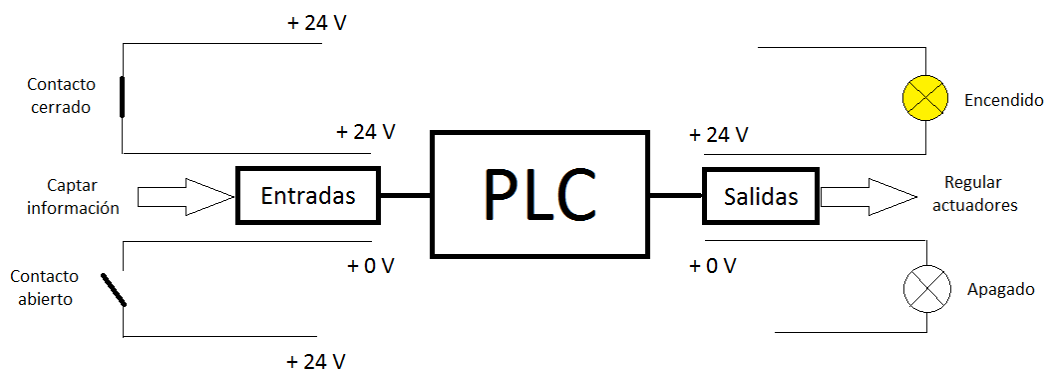 + 24 V
Contacto
cerrado
+ 24 V
Captar
información
Entradas
Contacto
abierto
+ 0 V
+ 24 V
PLC
Encendido
+ 24 V
Salidas
Regular
actuadores
+ 0 V
Apagado